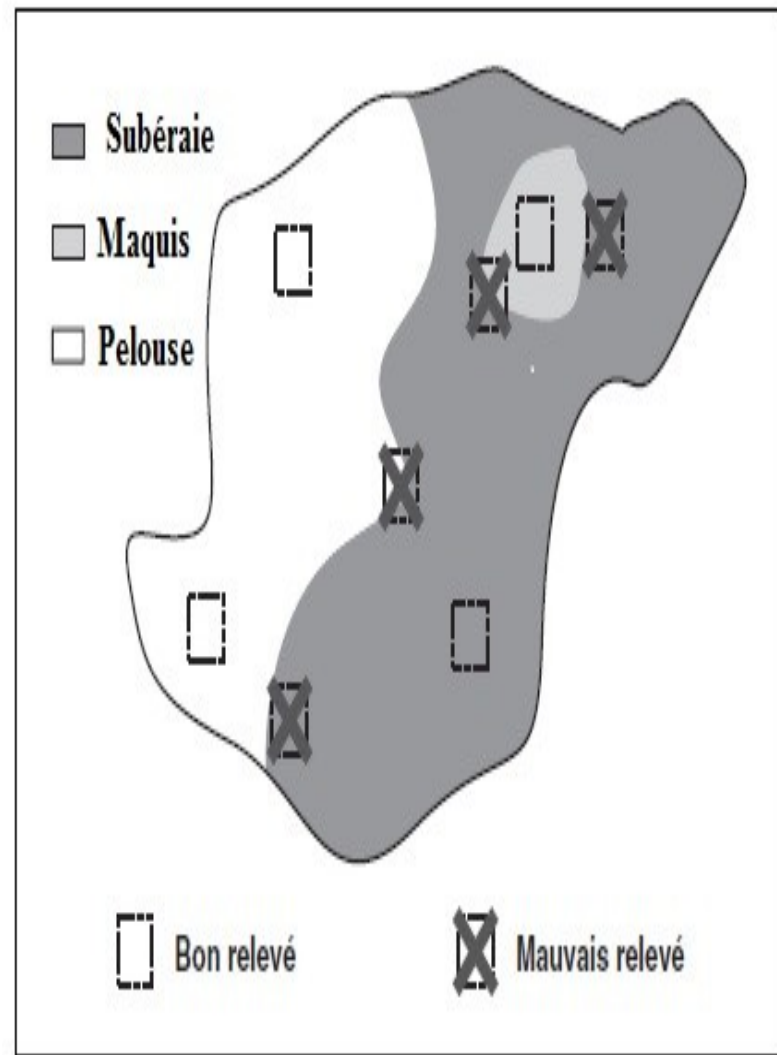 Subéraie
Maquis
Pelouse
Bon relevé
Mauvais relevé